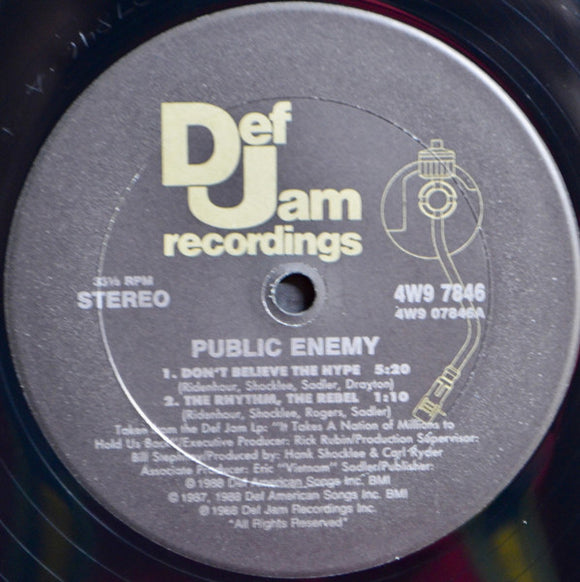 Def Jam
recordings
33⅓ RPM
STEREO
4W9 7846
4W9 07846A
PUBLIC ENEMY
1. DON'T BELIEVE THE HYPE 5:20
(Ridenhour, Shocklee, Sadler, Drayton)
2. THE RHYTHM, THE REBEL 1:10
(Ridenhour, Shocklee, Rogers, Sadler)
Taken from the Def Jam Lp: "It Takes A Nation of Millions to
Hold Us Back"/Executive Producer: Rick Rubin/Production Supervisor:
Bill Stephney/Produced by: Hank Shocklee & Carl Ryder
Associate Producer: Eric "Vietnam" Sadler/Publisher:
© 1988 Def American Songs Inc. BMI
© 1987, 1988 Def American Songs Inc. BMI
© 1988 Def Jam Recordings Inc.
"All Rights Reserved"